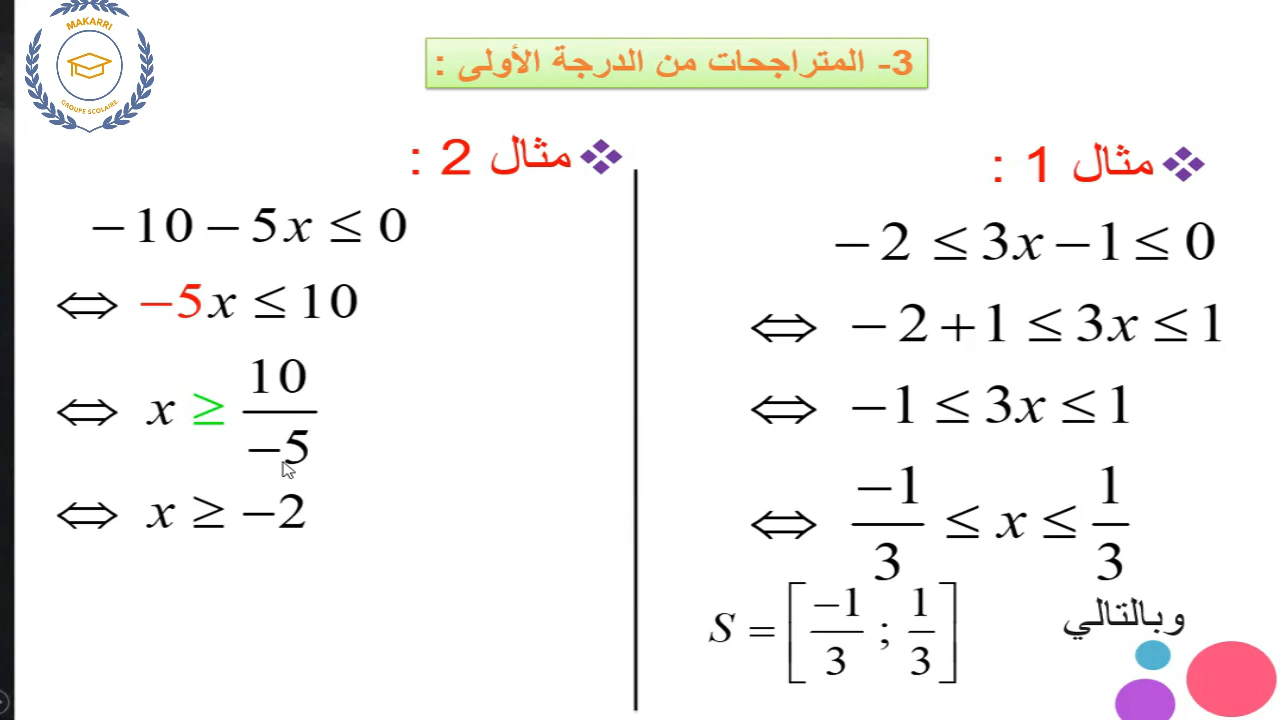 MAKARRI
GROUPE SCOLAIRE
3- المتراجحات من الدرجة الأولى :
❖ مثال 1 :
−2 ≤ 3x − 1 ≤ 0
⇔ −2 + 1 ≤ 3x ≤ 1
⇔ −1 ≤ 3x ≤ 1
⇔ −1/3 ≤ x ≤ 1/3
وبالتالي S = [−1/3 ; 1/3]
❖ مثال 2 :
−10 − 5x ≤ 0
⇔ −5x ≤ 10
⇔ x ≥ 10/−5
⇔ x ≥ −2